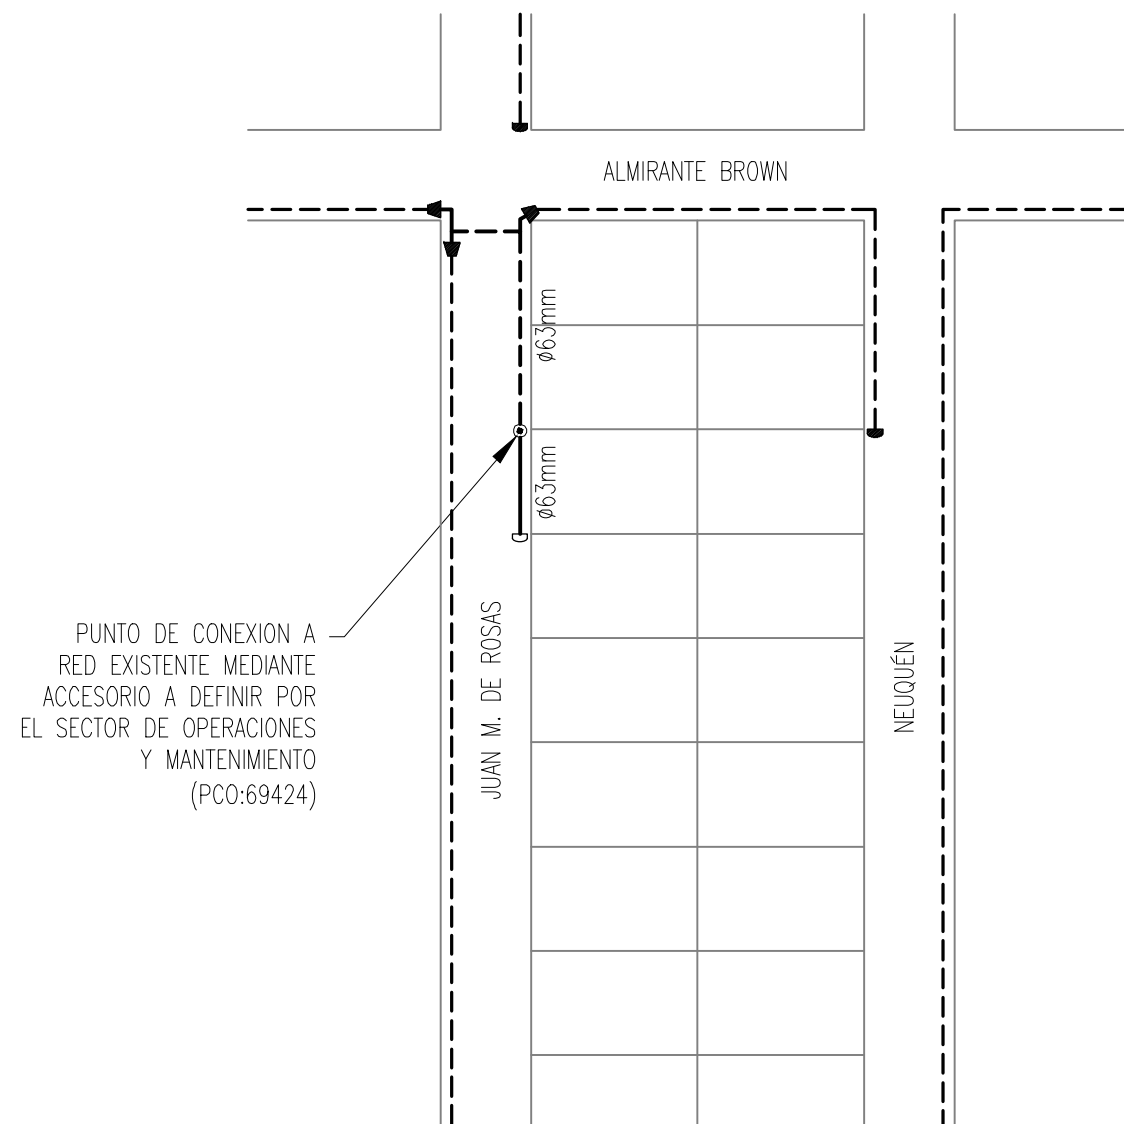 ALMIRANTE BROWN
ø63mm
ø63mm
PUNTO DE CONEXION A
RED EXISTENTE MEDIANTE
ACCESORIO A DEFINIR POR
EL SECTOR DE OPERACIONES
Y MANTENIMIENTO
(PCO:69424)
JUAN M. DE ROSAS
NEUQUÉN